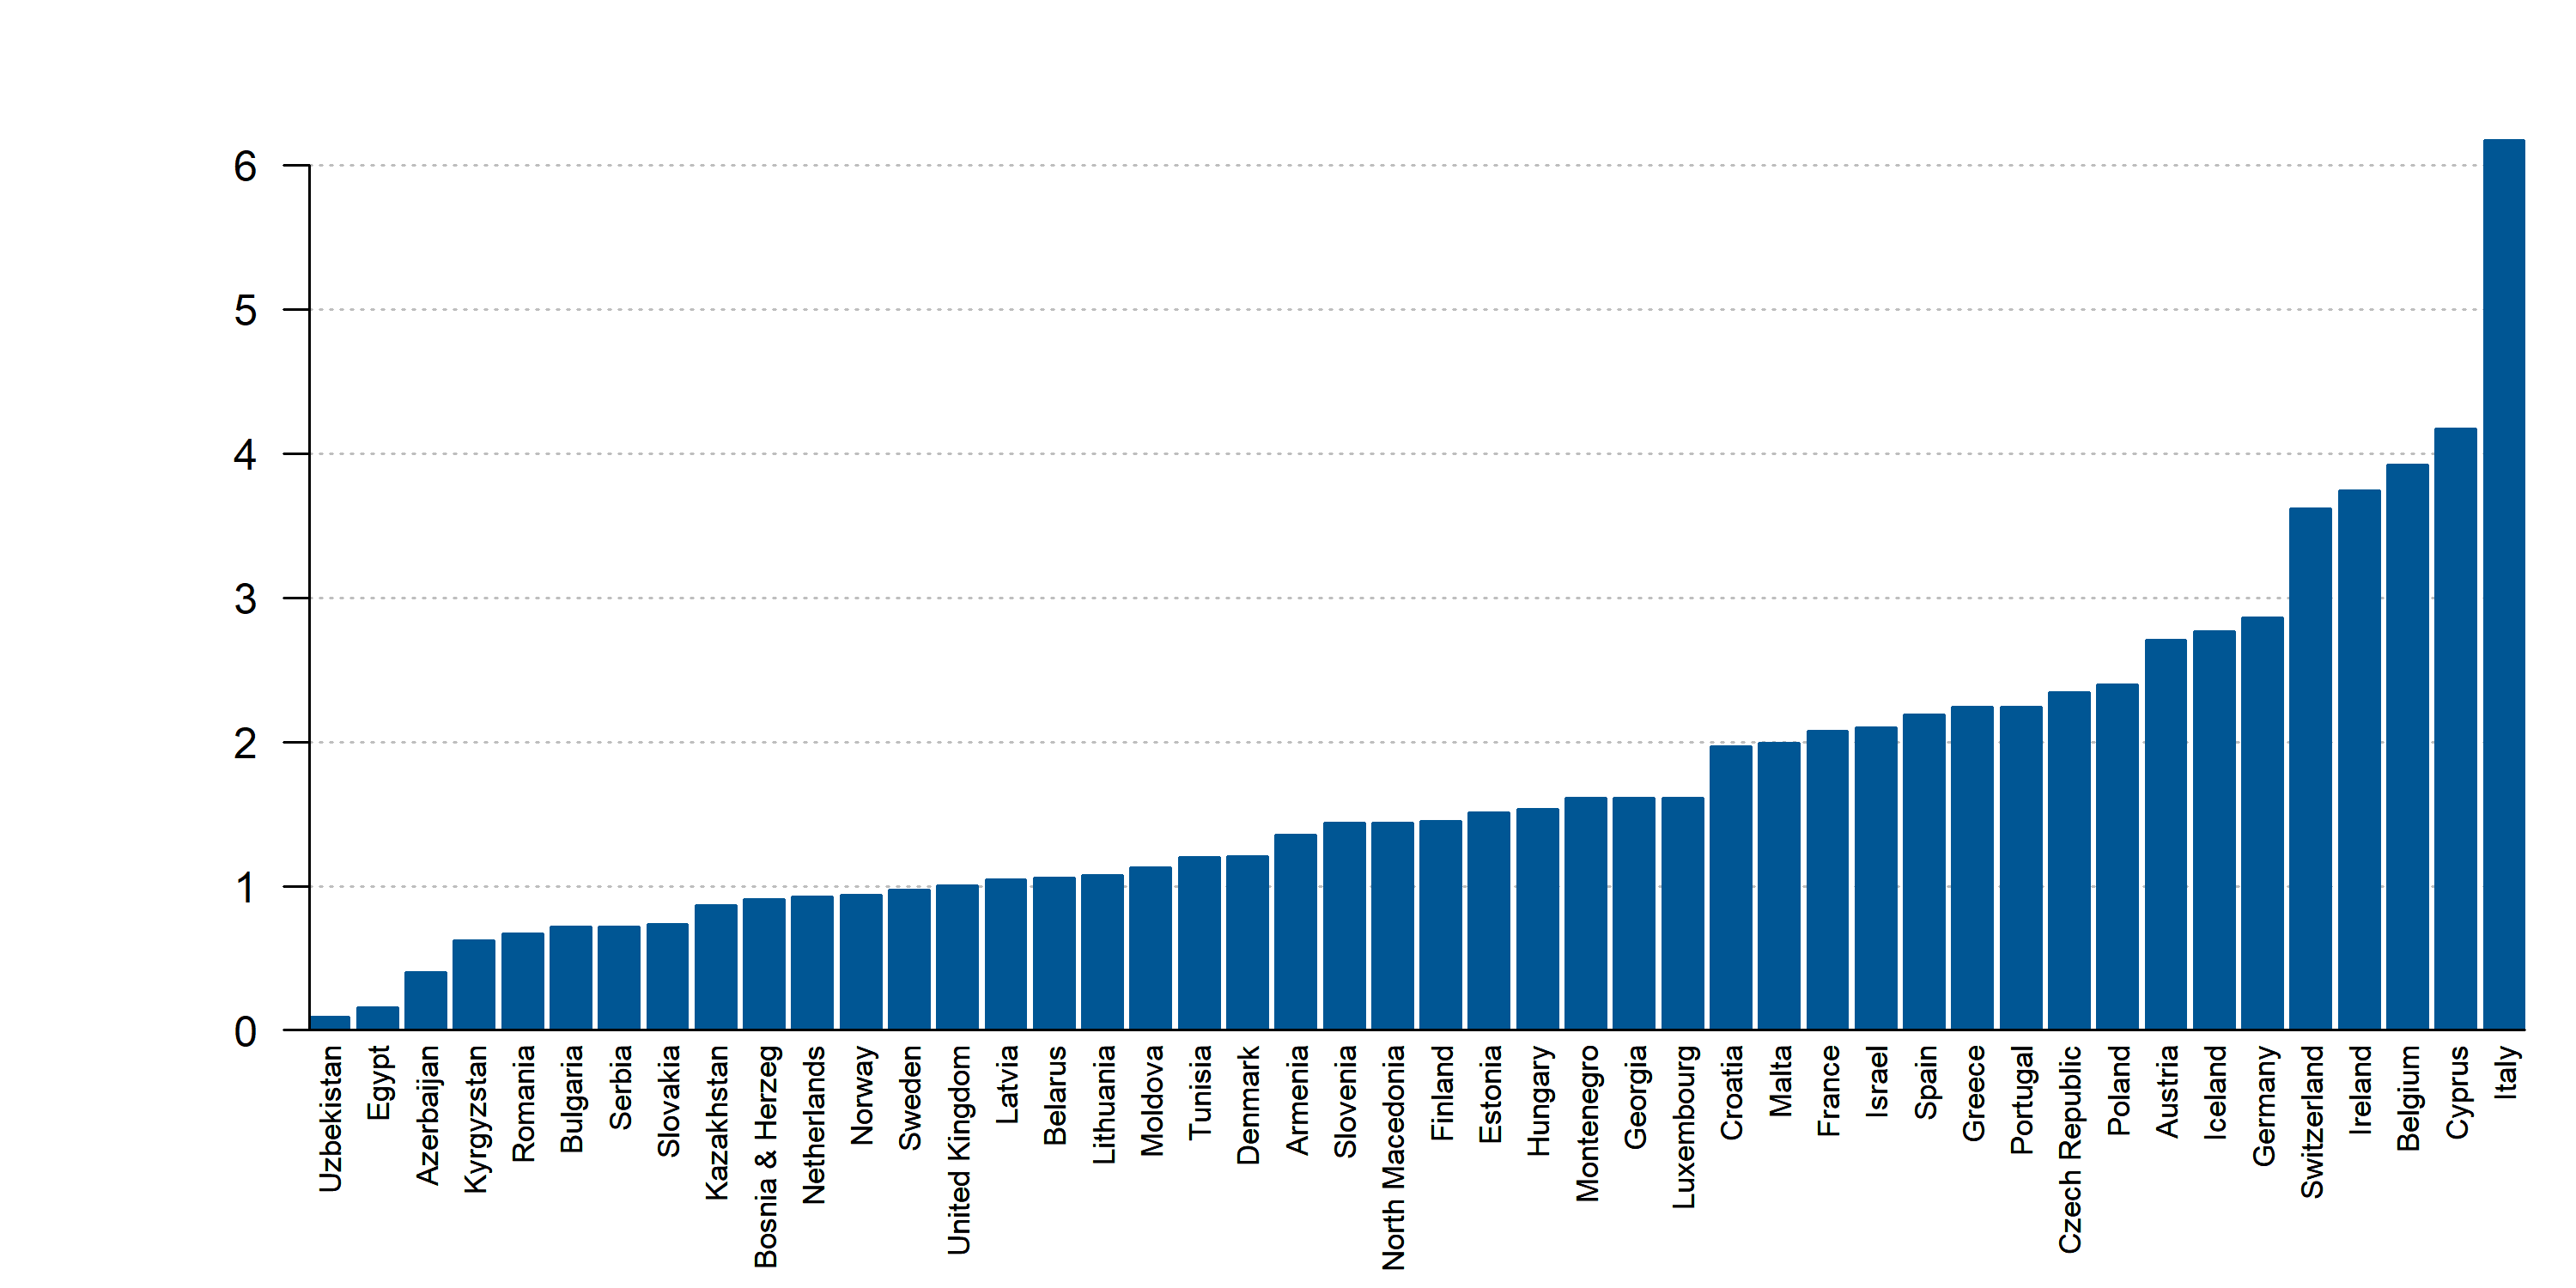 6
5
4
3
2
1
0
Uzbekistan
Egypt
Azerbaijan
Kyrgyzstan
Romania
Bulgaria
Serbia
Slovakia
Kazakhstan
Bosnia & Herzeg
Netherlands
Norway
Sweden
United Kingdom
Latvia
Belarus
Lithuania
Moldova
Tunisia
Denmark
Armenia
Slovenia
North Macedonia
Finland
Estonia
Hungary
Montenegro
Georgia
Luxembourg
Croatia
Malta
France
Israel
Spain
Greece
Portugal
Czech Republic
Poland
Austria
Iceland
Germany
Switzerland
Ireland
Belgium
Cyprus
Italy